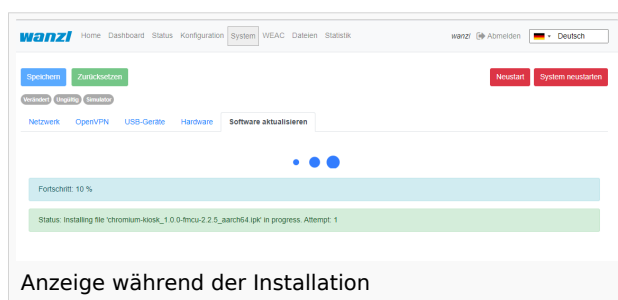 wanzl Home Dashboard Status Konfiguration System WEAC Dateien Statistik wanzl Abmelden Deutsch
Speichern Zurücksetzen Neustart System neustarten
Verändert Ungültig Simulator
Netzwerk OpenVPN USB-Geräte Hardware Software aktualisieren
Fortschritt: 10 %
Status: Installing file 'chromium-kiosk_1.0.0-fmcu-2.2.5_aarch64.ipk' in progress. Attempt: 1
Anzeige während der Installation